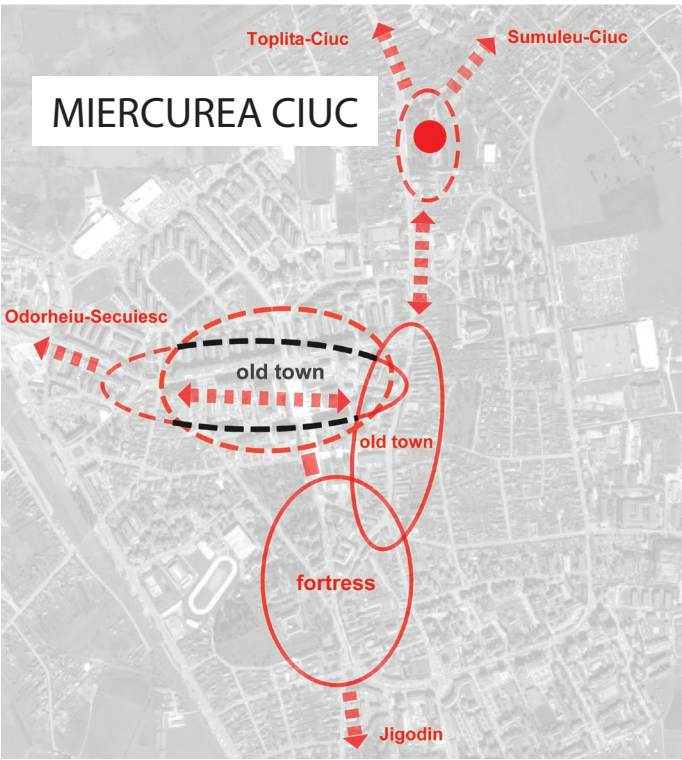 Toplita-Ciuc
Sumuleu-Ciuc
MIERCUREA CIUC
Odorheiu-Secuiesc
old town
old town
fortress
Jigodin